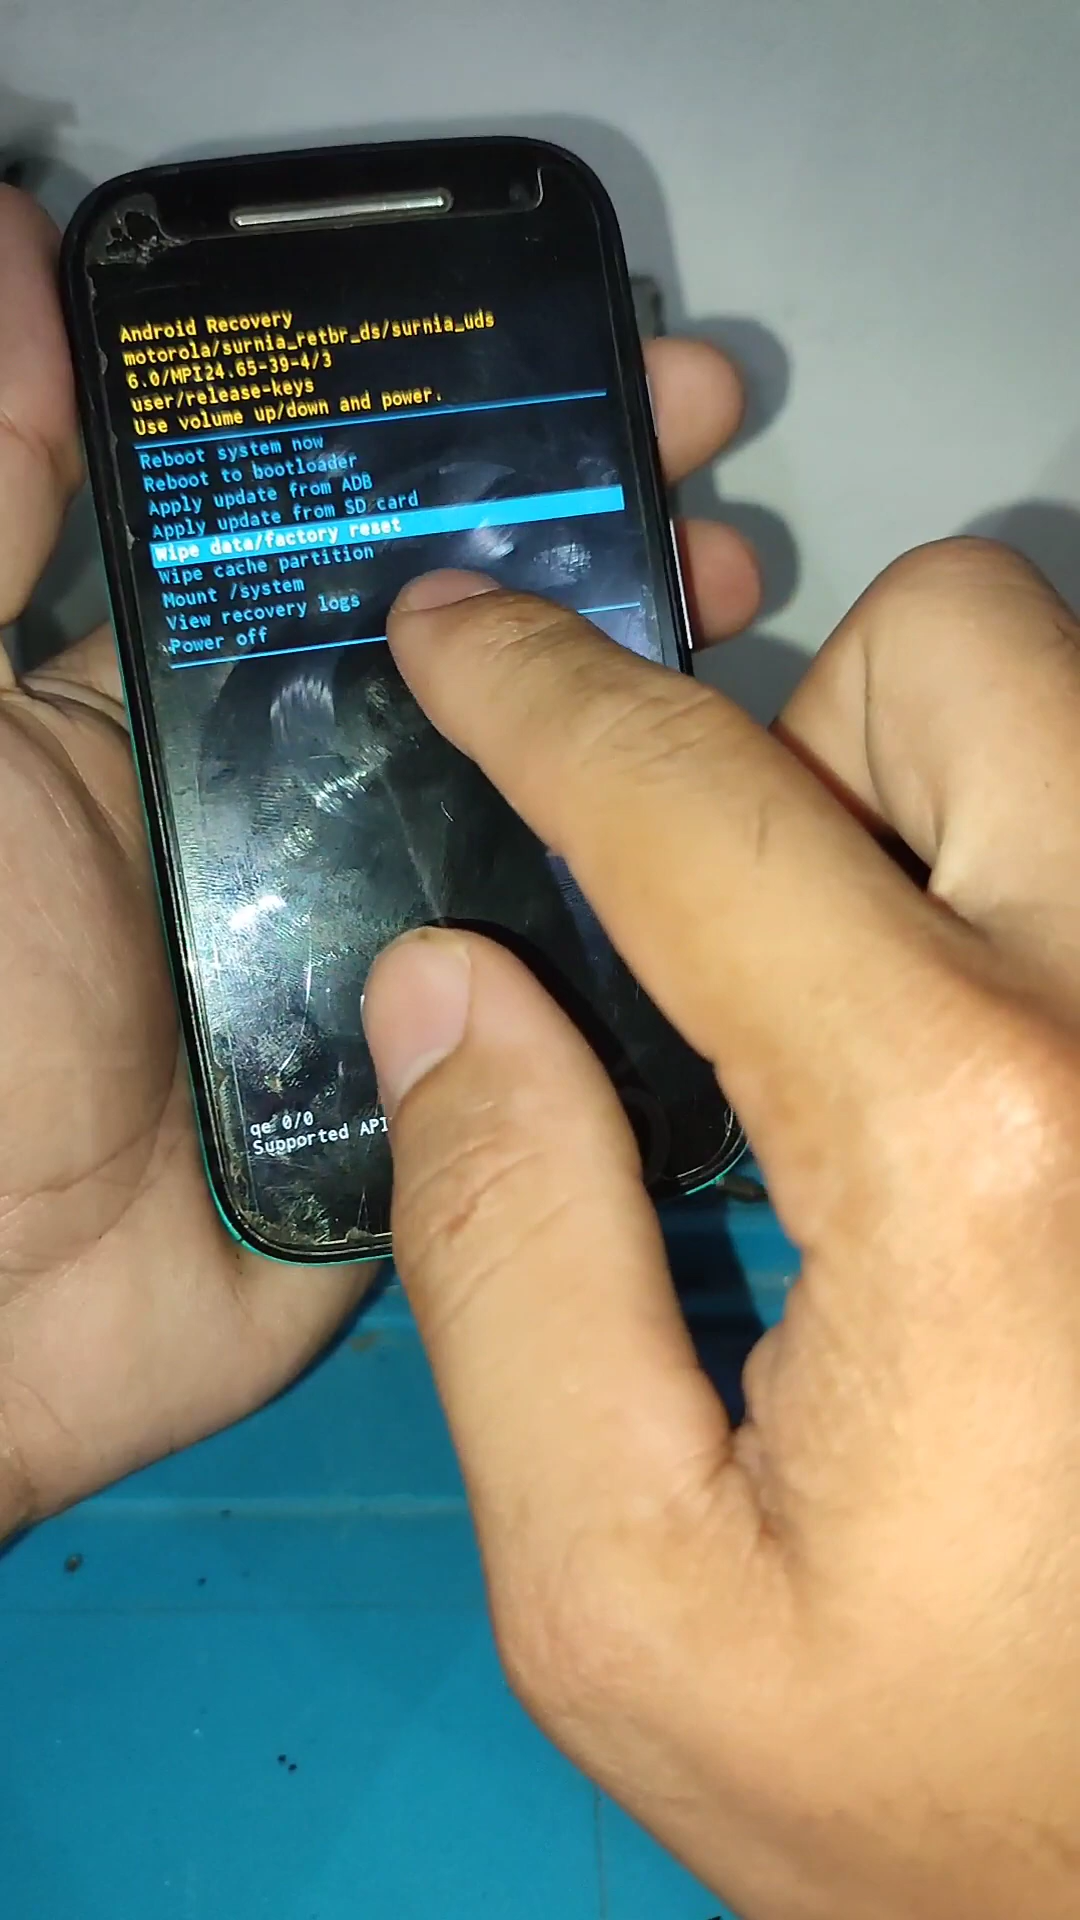 Android Recovery
motorola/surnia_retbr_ds/surnia_uds
6.0/MPI24.65-39-4/3
user/release-keys
Use volume up/down and power.
Reboot system now
Reboot to bootloader
Apply update from ADB
Apply update from SD card
Wipe data/factory reset
Wipe cache partition
Mount /system
View recovery logs
Power off
qe 0/0
Supported API